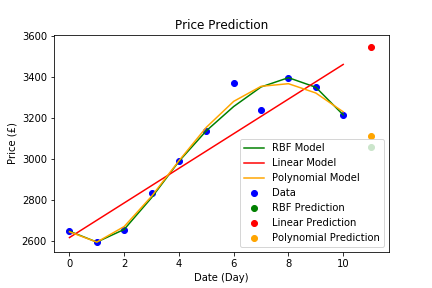 Price Prediction
3600
3400
3200
3000
2800
2600
Price (£)
0 2 4 6 8 10
Date (Day)
RBF Model
Linear Model
Polynomial Model
Data
RBF Prediction
Linear Prediction
Polynomial Prediction